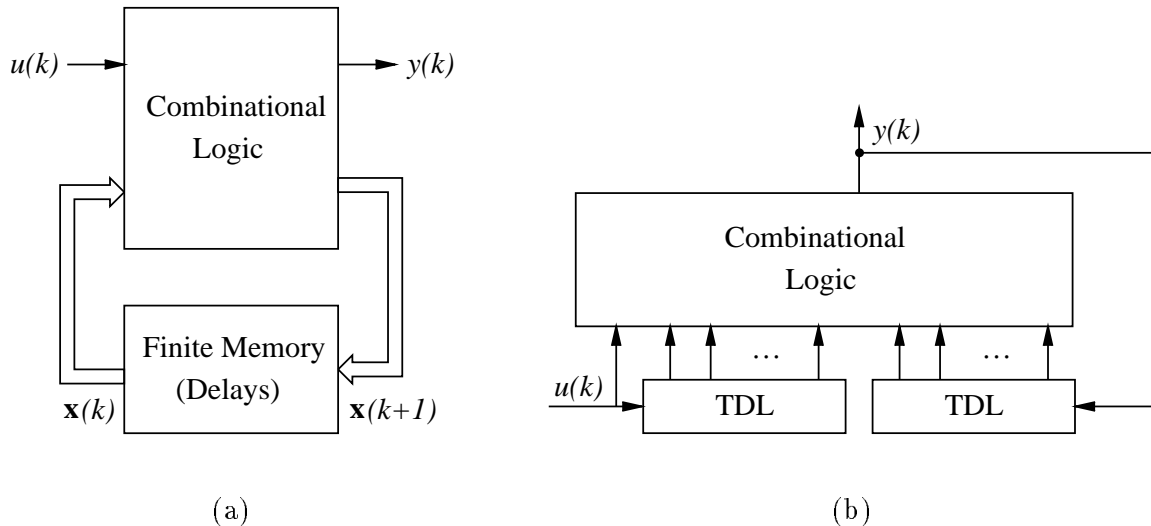 u(k)
y(k)
Combinational
Logic
Finite Memory
(Delays)
x(k)
x(k+1)
(a)
y(k)
Combinational
Logic
...
...
u(k)
TDL
TDL
(b)